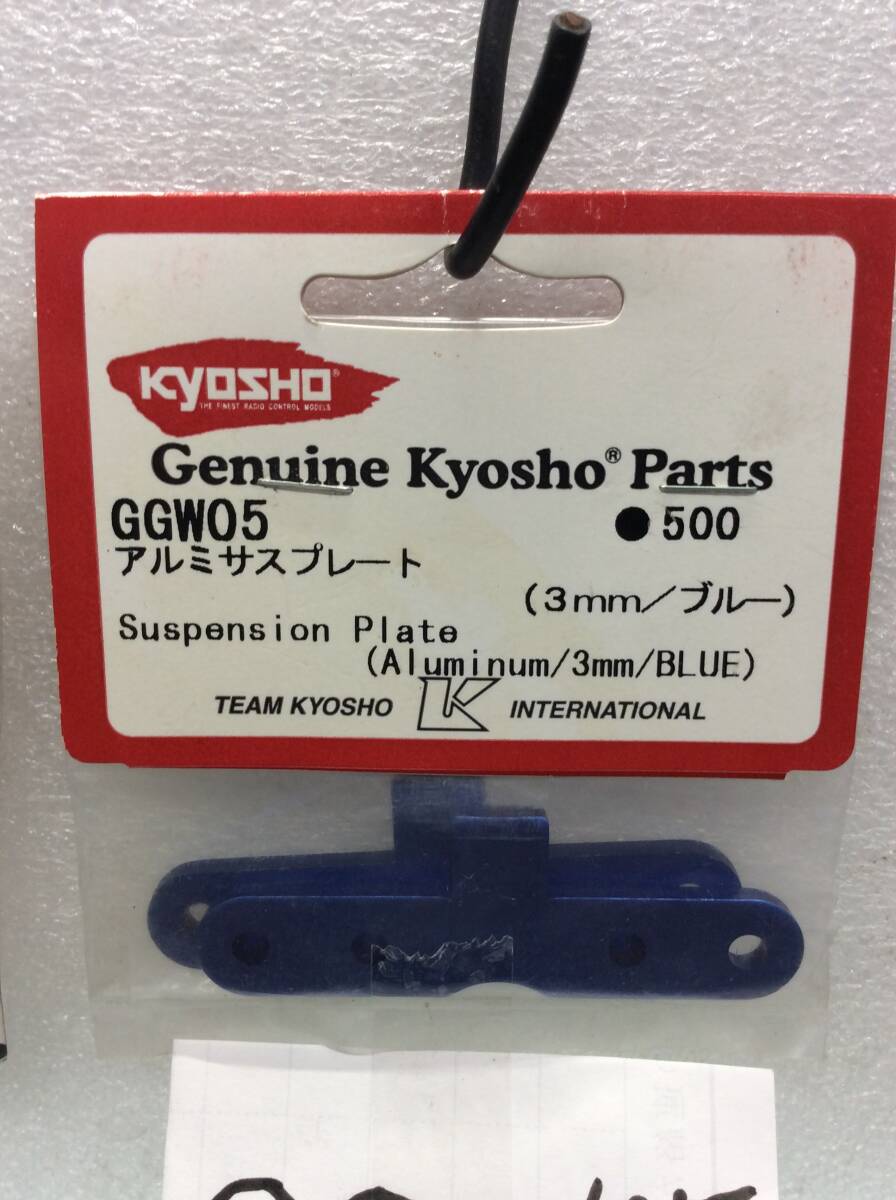 KYOSHO®
THE FINEST RADIO CONTROL MODELS
Genuine Kyosho® Parts
GGW05 ●500
アルミサスプレート
(3mm/ブルー)
Suspension Plate
(Aluminum/3mm/BLUE)
TEAM KYOSHO K INTERNATIONAL